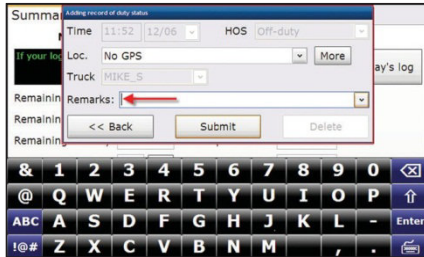 Summar
Adding record of duty status
Time 11:52 12/06 HOS Off-duty
If your log
Loc. No GPS More
ay's log
Truck MIKE_S
Remainin
Remarks:
Remainin
<< Back Submit Delete
Remainin
& 1 2 3 4 5 6 7 8 9 0
@ Q W E R T Y U I O P
ABC A S D F G H J K L - Enter
!@# Z X C V B N M , .